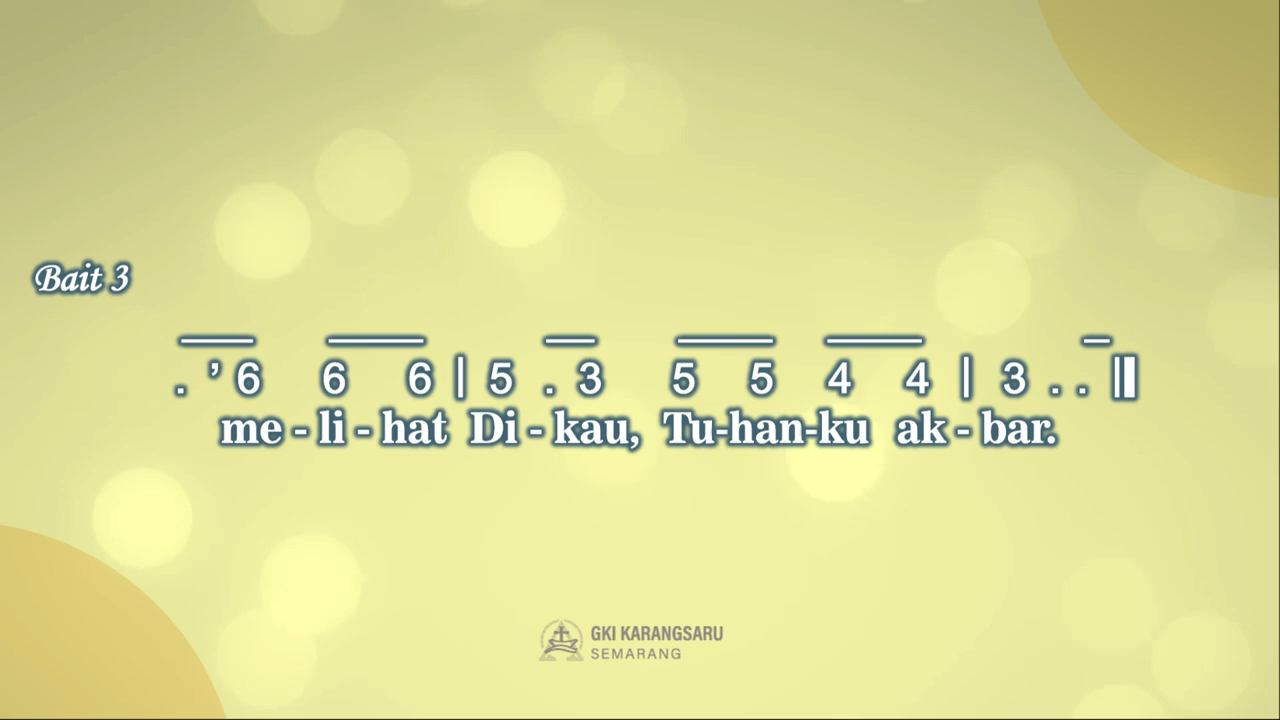 Bait 3
. ’ 6 6 6 | 5 . 3 5 5 4 4 | 3 . . ‖
me - li - hat Di - kau, Tu-han-ku ak - bar.
GKI KARANGSARU
SEMARANG